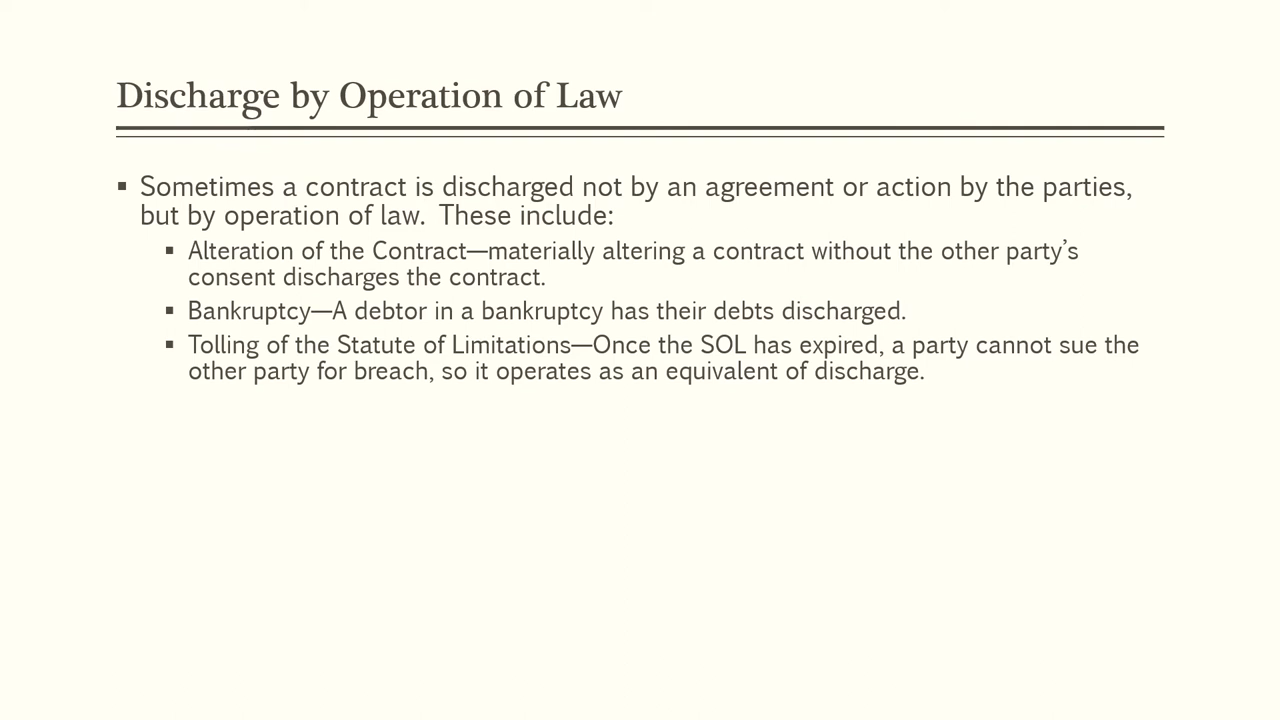 Discharge by Operation of Law
▪ Sometimes a contract is discharged not by an agreement or action by the parties,
but by operation of law.  These include:
▪ Alteration of the Contract—materially altering a contract without the other party’s
consent discharges the contract.
▪ Bankruptcy—A debtor in a bankruptcy has their debts discharged.
▪ Tolling of the Statute of Limitations—Once the SOL has expired, a party cannot sue the
other party for breach, so it operates as an equivalent of discharge.